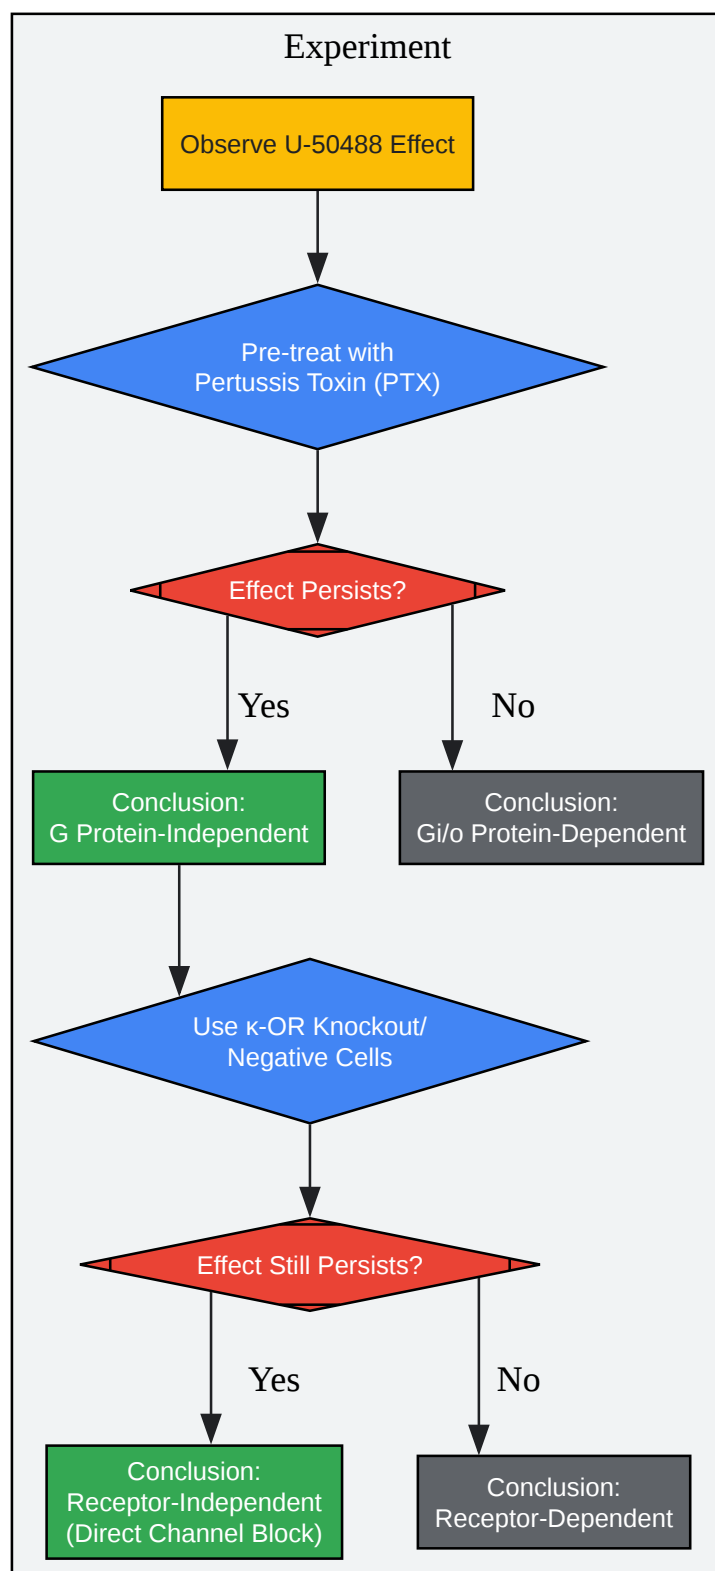 Experiment
Observe U-50488 Effect
Pre-treat with
Pertussis Toxin (PTX)
Effect Persists?
Yes
No
Conclusion:
G Protein-Independent
Conclusion:
Gi/o Protein-Dependent
Use κ-OR Knockout/
Negative Cells
Effect Still Persists?
Yes
No
Conclusion:
Receptor-Independent
(Direct Channel Block)
Conclusion:
Receptor-Dependent